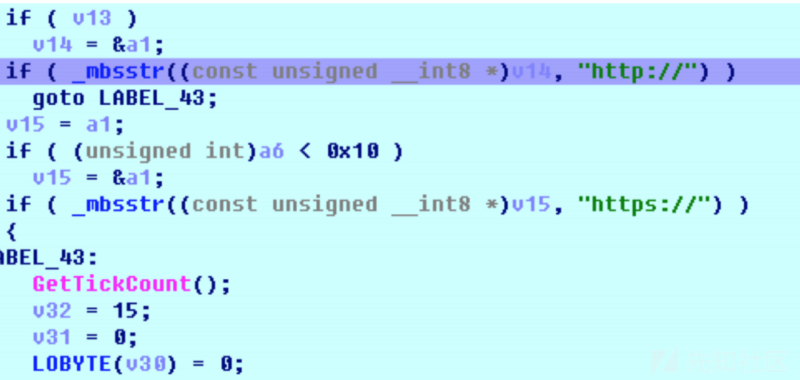 if ( v13 )
v14 = &a1;
if ( _mbsstr((const unsigned __int8 *)v14, "http://") )
goto LABEL_43;
v15 = a1;
if ( (unsigned int)a6 < 0x10 )
v15 = &a1;
if ( _mbsstr((const unsigned __int8 *)v15, "https://") )
{
ABEL_43:
GetTickCount();
v32 = 15;
v31 = 0;
LOBYTE(v30) = 0;